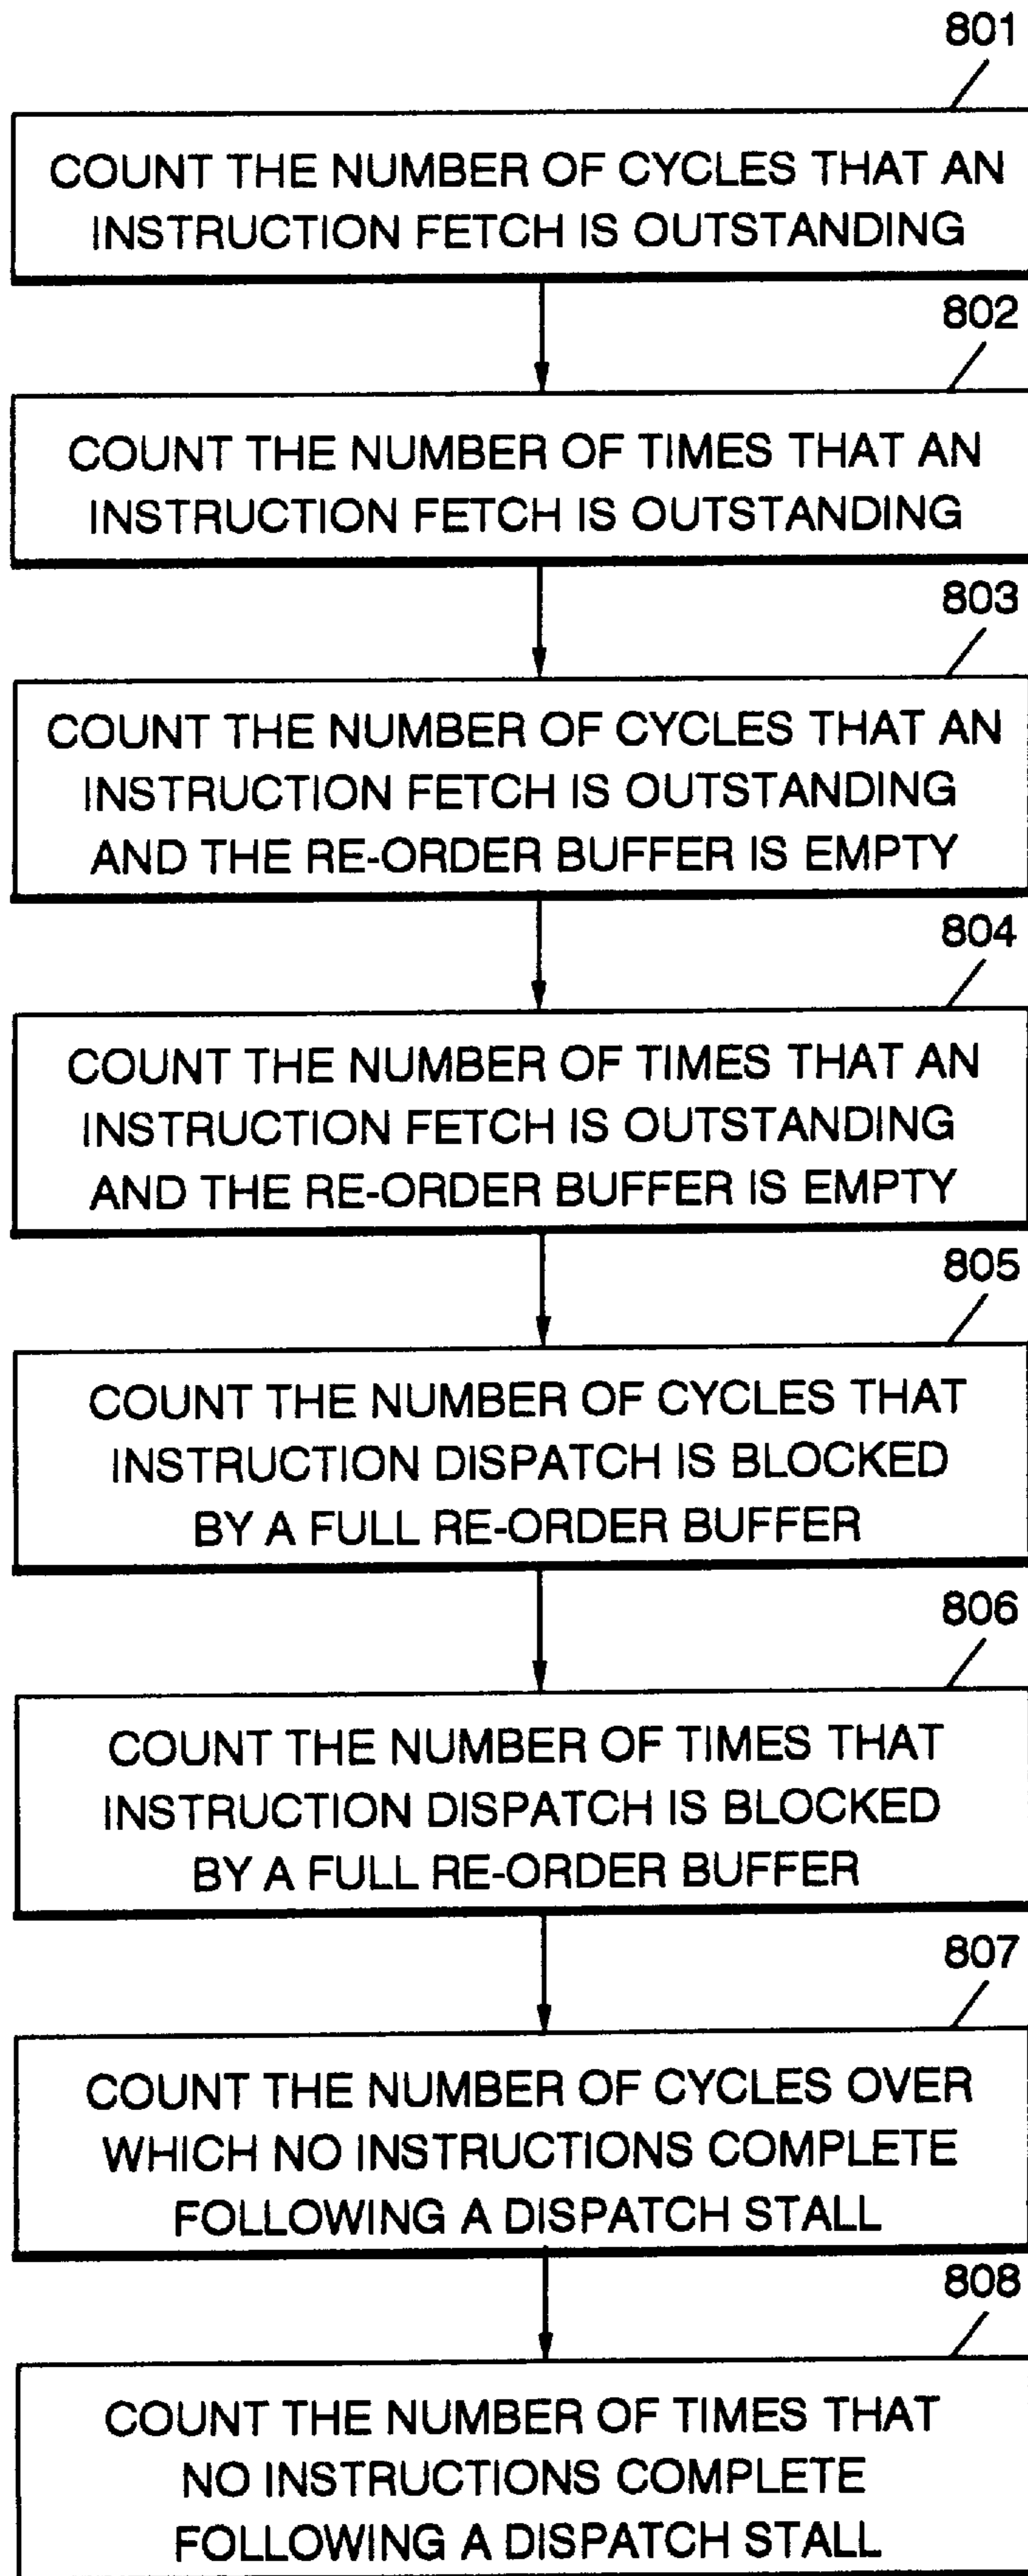 801
COUNT THE NUMBER OF CYCLES THAT AN
INSTRUCTION FETCH IS OUTSTANDING
802
COUNT THE NUMBER OF TIMES THAT AN
INSTRUCTION FETCH IS OUTSTANDING
803
COUNT THE NUMBER OF CYCLES THAT AN
INSTRUCTION FETCH IS OUTSTANDING
AND THE RE-ORDER BUFFER IS EMPTY
804
COUNT THE NUMBER OF TIMES THAT AN
INSTRUCTION FETCH IS OUTSTANDING
AND THE RE-ORDER BUFFER IS EMPTY
805
COUNT THE NUMBER OF CYCLES THAT
INSTRUCTION DISPATCH IS BLOCKED
BY A FULL RE-ORDER BUFFER
806
COUNT THE NUMBER OF TIMES THAT
INSTRUCTION DISPATCH IS BLOCKED
BY A FULL RE-ORDER BUFFER
807
COUNT THE NUMBER OF CYCLES OVER
WHICH NO INSTRUCTIONS COMPLETE
FOLLOWING A DISPATCH STALL
808
COUNT THE NUMBER OF TIMES THAT
NO INSTRUCTIONS COMPLETE
FOLLOWING A DISPATCH STALL